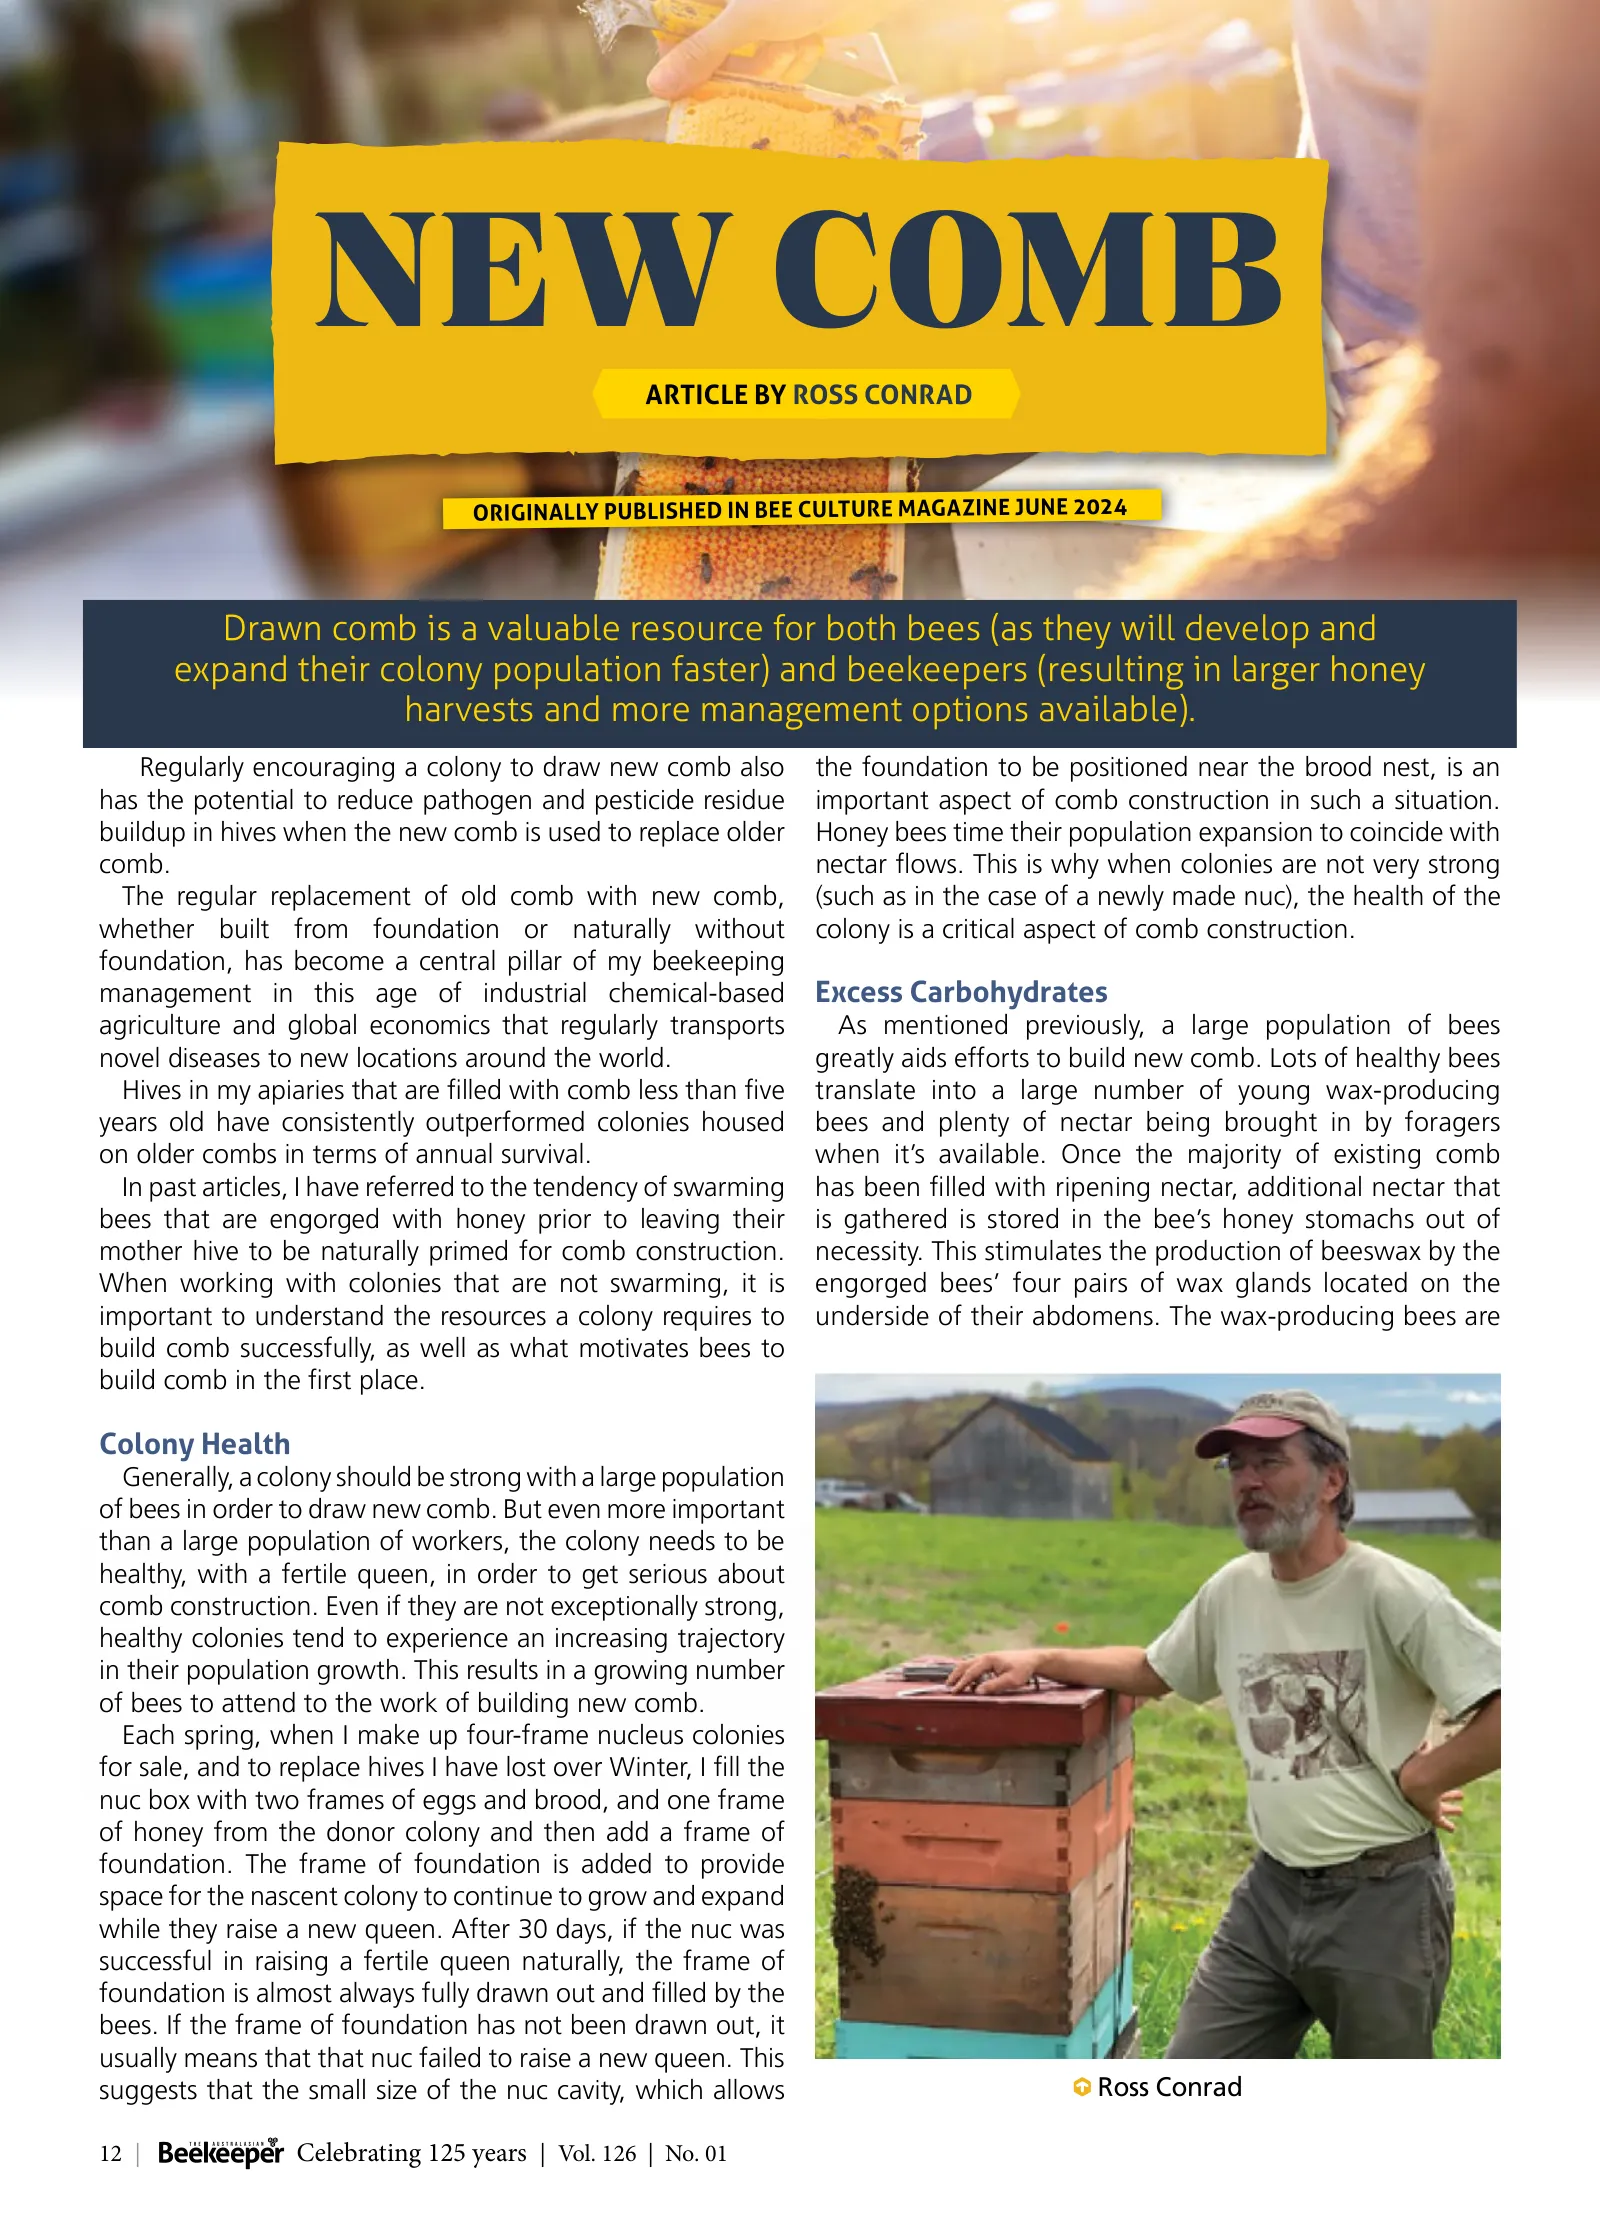 NEW COMB
ARTICLE BY ROSS CONRAD
ORIGINALLY PUBLISHED IN BEE CULTURE MAGAZINE JUNE 2024
Drawn comb is a valuable resource for both bees (as they will develop and
expand their colony population faster) and beekeepers (resulting in larger honey
harvests and more management options available).
Regularly encouraging a colony to draw new comb also
has the potential to reduce pathogen and pesticide residue
buildup in hives when the new comb is used to replace older
comb.
The regular replacement of old comb with new comb,
whether built from foundation or naturally without
foundation, has become a central pillar of my beekeeping
management in this age of industrial chemical-based
agriculture and global economics that regularly transports
novel diseases to new locations around the world.
Hives in my apiaries that are filled with comb less than five
years old have consistently outperformed colonies housed
on older combs in terms of annual survival.
In past articles, I have referred to the tendency of swarming
bees that are engorged with honey prior to leaving their
mother hive to be naturally primed for comb construction.
When working with colonies that are not swarming, it is
important to understand the resources a colony requires to
build comb successfully, as well as what motivates bees to
build comb in the first place.
Colony Health
Generally, a colony should be strong with a large population
of bees in order to draw new comb. But even more important
than a large population of workers, the colony needs to be
healthy, with a fertile queen, in order to get serious about
comb construction. Even if they are not exceptionally strong,
healthy colonies tend to experience an increasing trajectory
in their population growth. This results in a growing number
of bees to attend to the work of building new comb.
Each spring, when I make up four-frame nucleus colonies
for sale, and to replace hives I have lost over Winter, I fill the
nuc box with two frames of eggs and brood, and one frame
of honey from the donor colony and then add a frame of
foundation. The frame of foundation is added to provide
space for the nascent colony to continue to grow and expand
while they raise a new queen. After 30 days, if the nuc was
successful in raising a fertile queen naturally, the frame of
foundation is almost always fully drawn out and filled by the
bees. If the frame of foundation has not been drawn out, it
usually means that that nuc failed to raise a new queen. This
suggests that the small size of the nuc cavity, which allows
the foundation to be positioned near the brood nest, is an
important aspect of comb construction in such a situation.
Honey bees time their population expansion to coincide with
nectar flows. This is why when colonies are not very strong
(such as in the case of a newly made nuc), the health of the
colony is a critical aspect of comb construction.
Excess Carbohydrates
As mentioned previously, a large population of bees
greatly aids efforts to build new comb. Lots of healthy bees
translate into a large number of young wax-producing
bees and plenty of nectar being brought in by foragers
when it's available. Once the majority of existing comb
has been filled with ripening nectar, additional nectar that
is gathered is stored in the bee's honey stomachs out of
necessity. This stimulates the production of beeswax by the
engorged bees' four pairs of wax glands located on the
underside of their abdomens. The wax-producing bees are
Ross Conrad
12 | THE AUSTRALASIAN Beekeeper Celebrating 125 years | Vol. 126 | No. 01